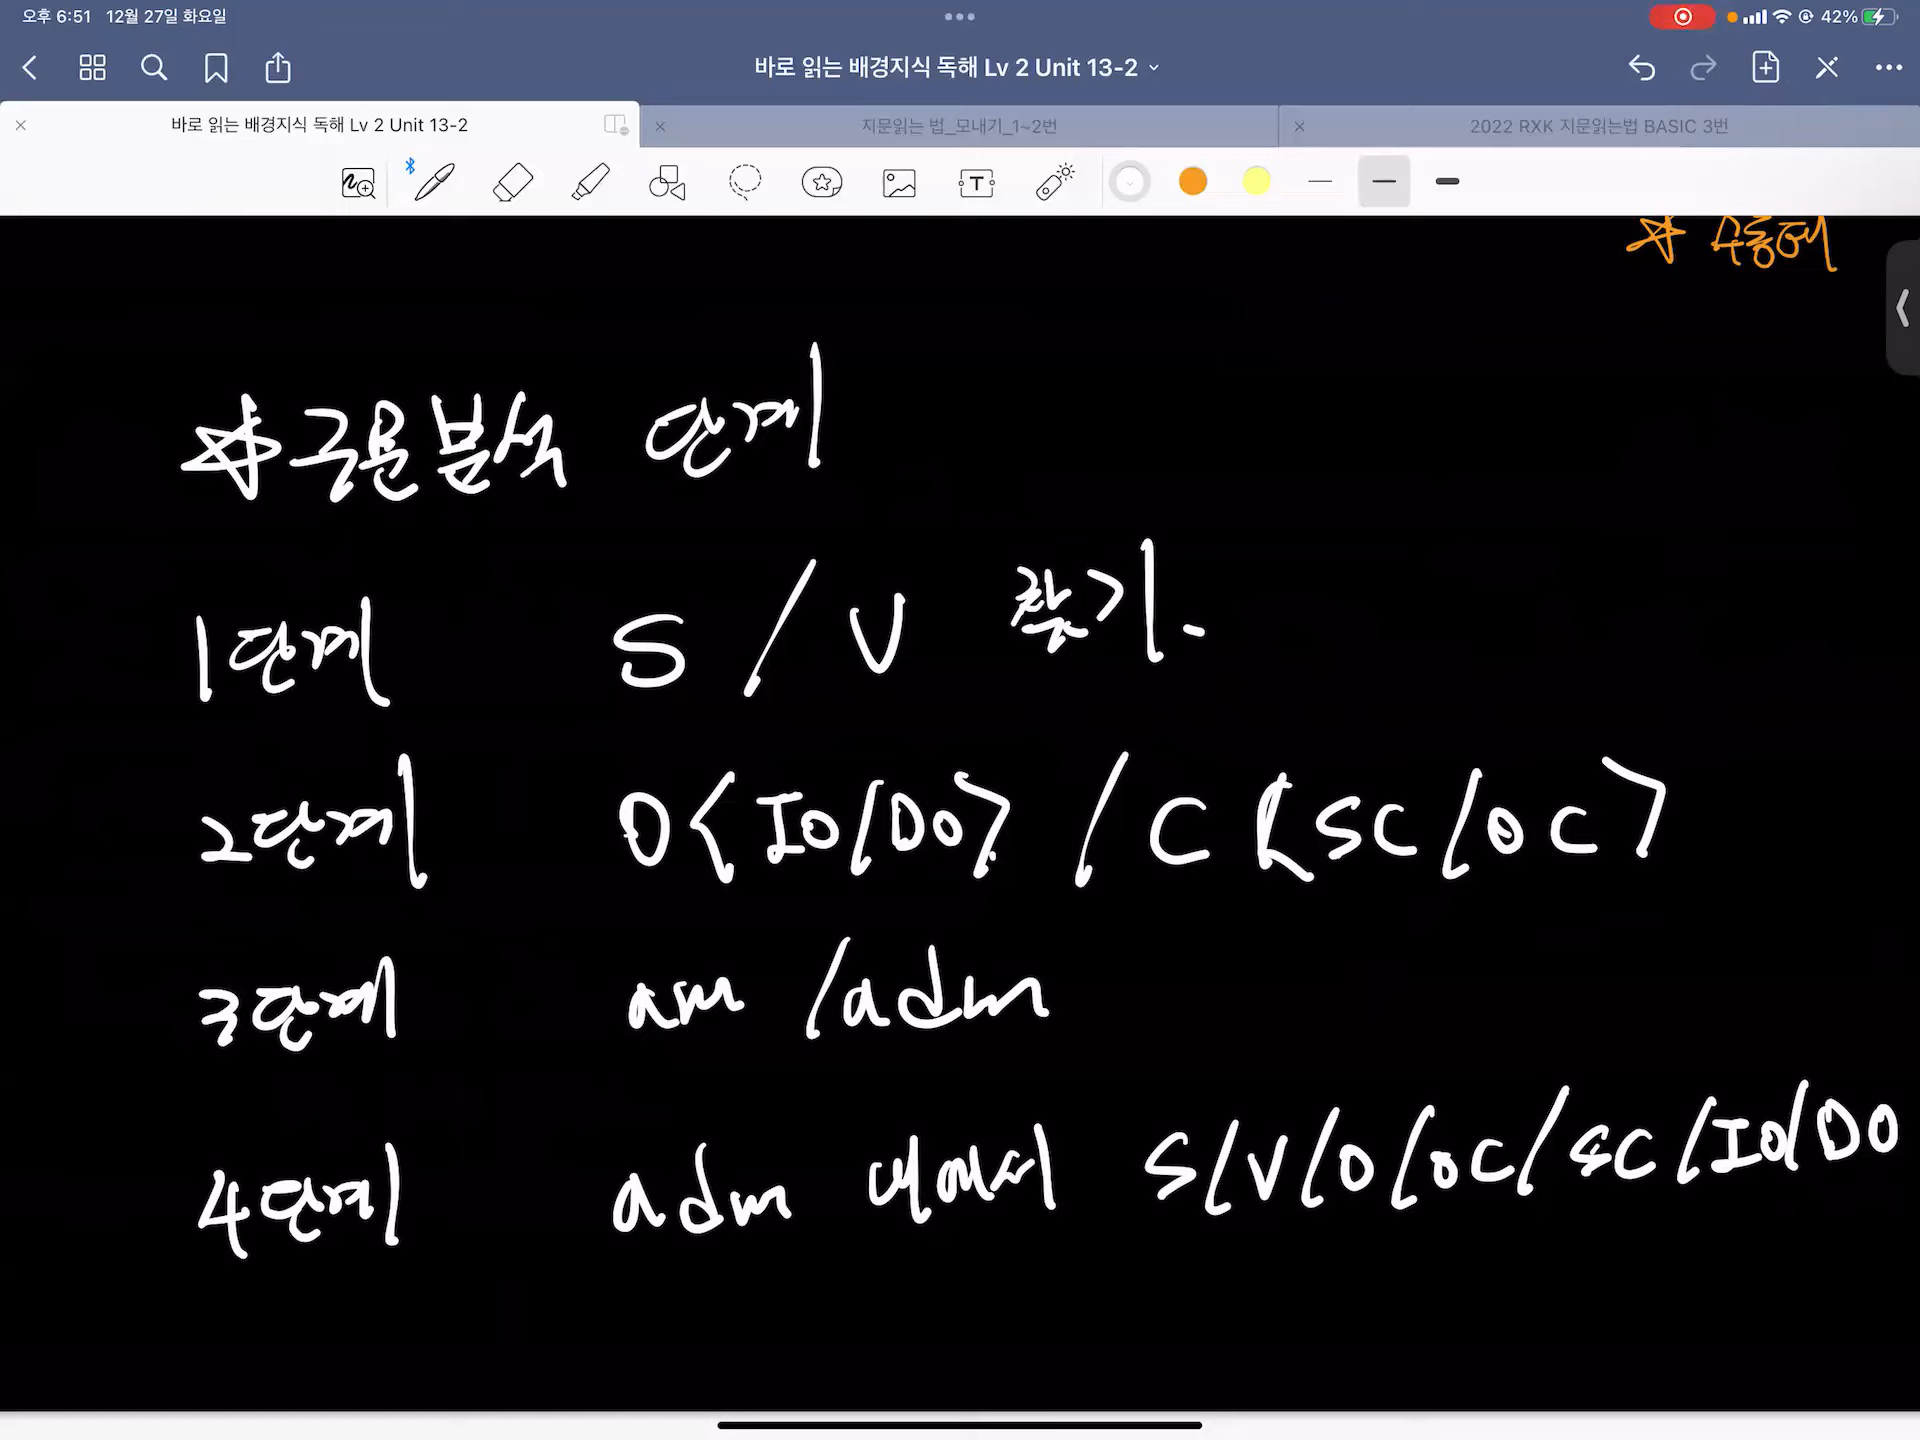 오후 6:51 12월 27일 화요일
42%
바로 읽는 배경지식 독해 Lv 2 Unit 13-2
바로 읽는 배경지식 독해 Lv 2 Unit 13-2
지문읽는 법_모내기_1~2번
2022 RXK 지문읽는법 BASIC 3번
☆ 수동태
☆구문분석 단계
1단계 S / V 찾기.
2단계 O<IO/DO> / C<SC/OC>
3단계 am /adm
4단계 adm 내에서 S/V/O/OC/SC/IO/DO